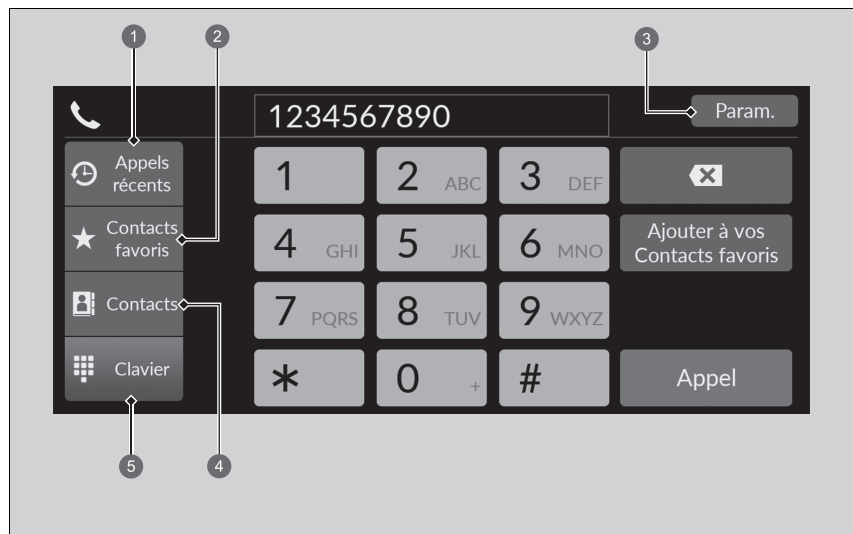 1
2
3
1234567890
Param.
Appels
récents
1
2 ABC
3 DEF
Contacts
favoris
4 GHI
5 JKL
6 MNO
Ajouter à vos
Contacts favoris
Contacts
7 PQRS
8 TUV
9 WXYZ
Clavier
*
0 +
#
Appel
5
4